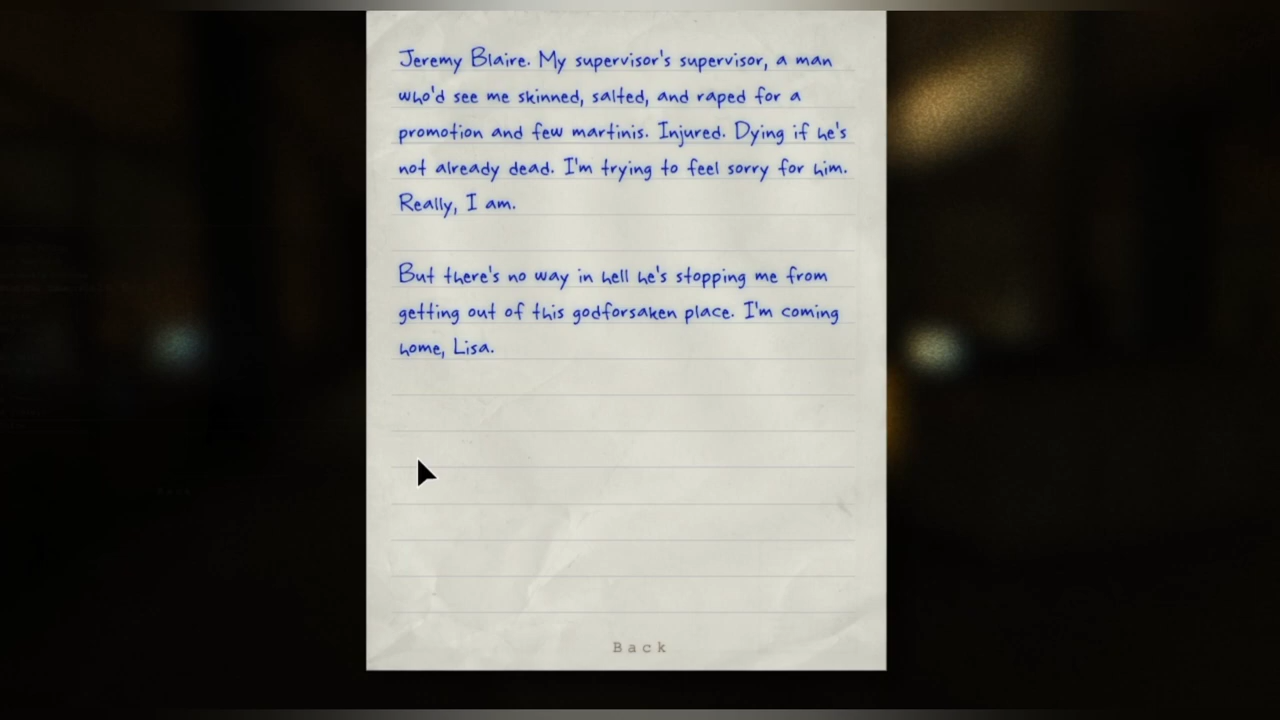 Jeremy Blaire. My supervisor's supervisor, a man
who'd see me skinned, salted, and raped for a
promotion and few martinis. Injured. Dying if he's
not already dead. I'm trying to feel sorry for him.
Really, I am.
But there's no way in hell he's stopping me from
getting out of this godforsaken place. I'm coming
home, Lisa.
Back